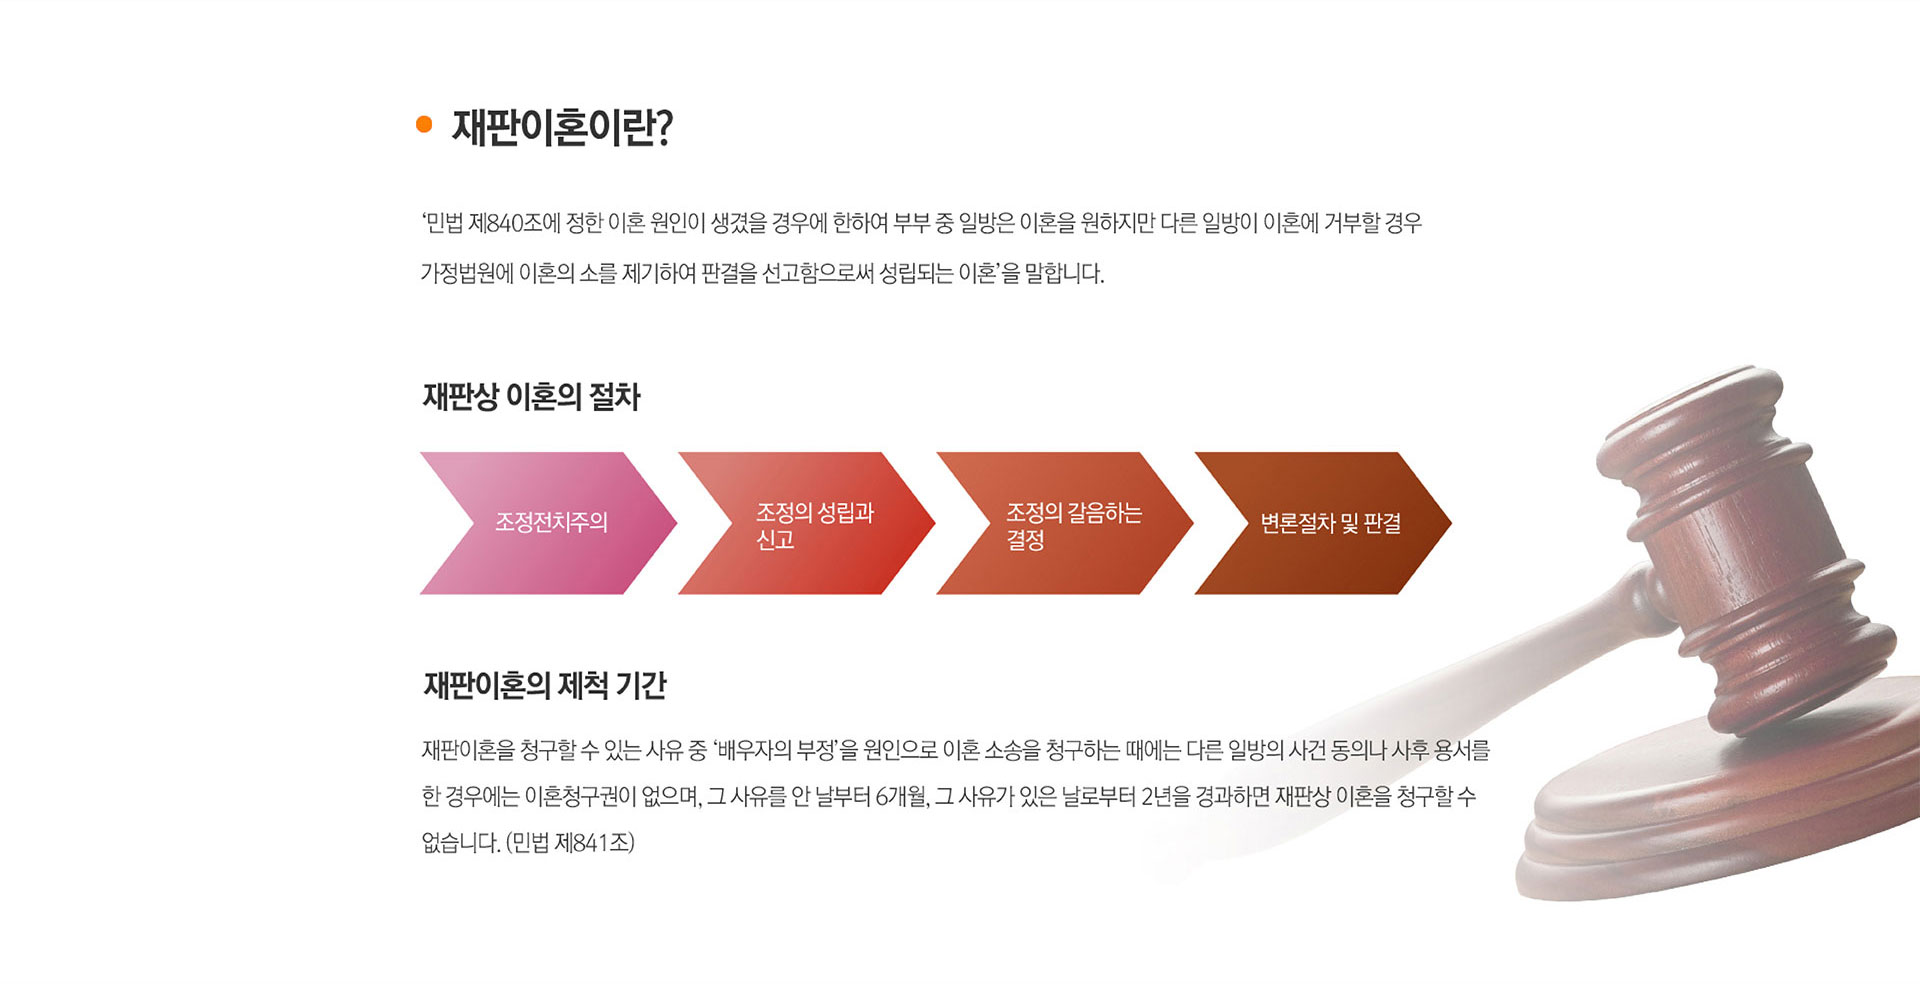 재판이혼이란?
‘민법 제840조에 정한 이혼 원인이 생겼을 경우에 한하여 부부 중 일방은 이혼을 원하지만 다른 일방이 이혼에 거부할 경우
가정법원에 이혼의 소를 제기하여 판결을 선고함으로써 성립되는 이혼’을 말합니다.
재판상 이혼의 절차
조정전치주의
조정의 성립과
신고
조정의 갈음하는
결정
변론절차 및 판결
재판이혼의 제척 기간
재판이혼을 청구할 수 있는 사유 중 ‘배우자의 부정’을 원인으로 이혼 소송을 청구하는 때에는 다른 일방의 사건 동의나 사후 용서를
한 경우에는 이혼청구권이 없으며, 그 사유를 안 날부터 6개월, 그 사유가 있은 날로부터 2년을 경과하면 재판상 이혼을 청구할 수
없습니다. (민법 제841조)